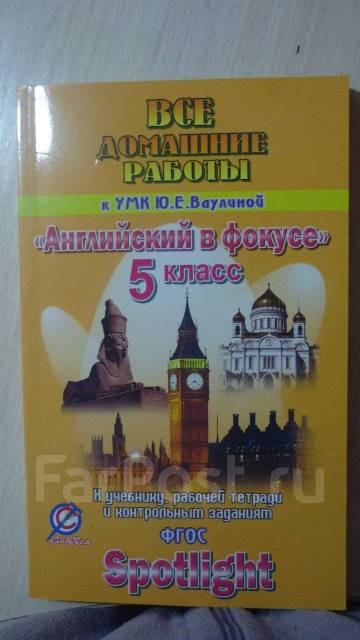 ВСЕ
ДОМАШНИЕ
РАБОТЫ
к УМК Ю.Е.Ваулиной
«Английский в фокусе»
5 класс
FarPost.ru
К учебнику, рабочей тетради
и контрольным заданиям
ФГОС
Spotlight